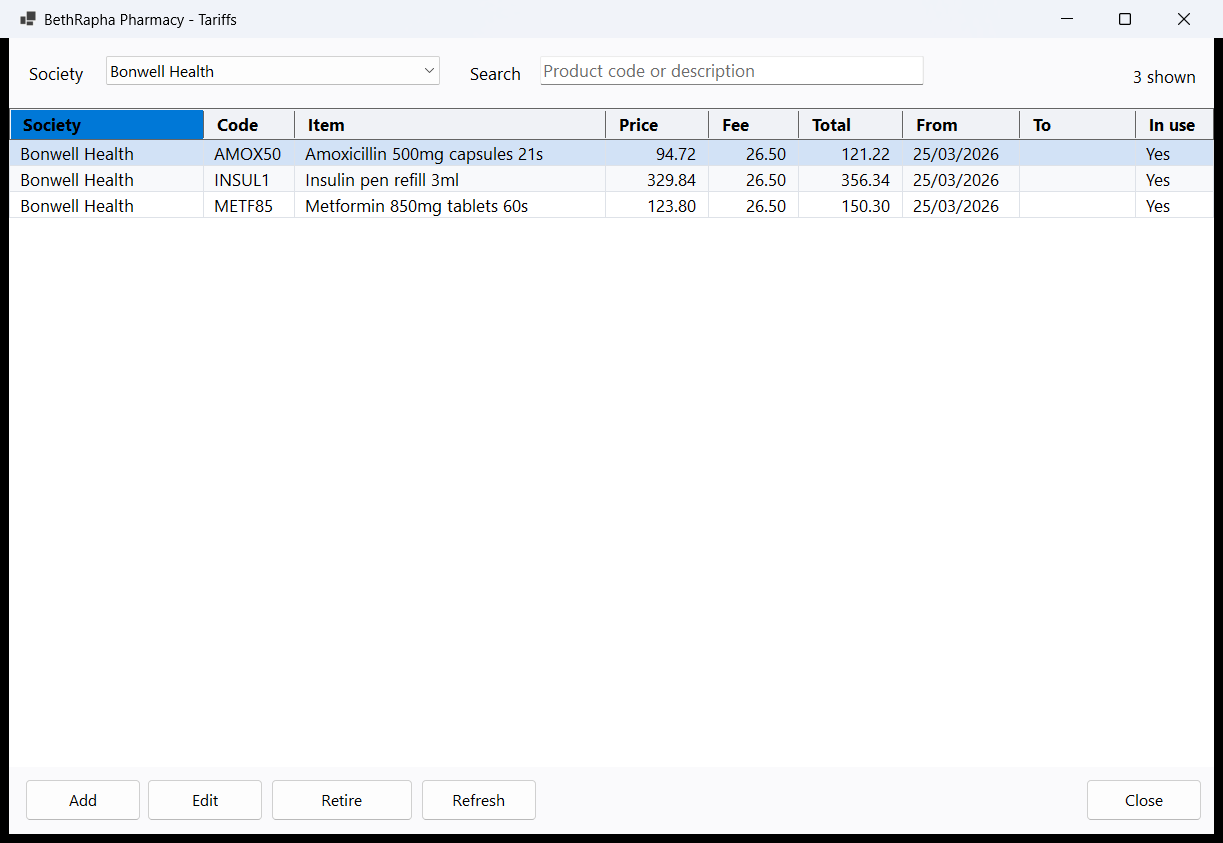 BethRapha Pharmacy - Tariffs
Society Bonwell Health Search Product code or description 3 shown
Society Code Item Price Fee Total From To In use
Bonwell Health AMOX50 Amoxicillin 500mg capsules 21s 94.72 26.50 121.22 25/03/2026 Yes
Bonwell Health INSUL1 Insulin pen refill 3ml 329.84 26.50 356.34 25/03/2026 Yes
Bonwell Health METF85 Metformin 850mg tablets 60s 123.80 26.50 150.30 25/03/2026 Yes
Add Edit Retire Refresh Close